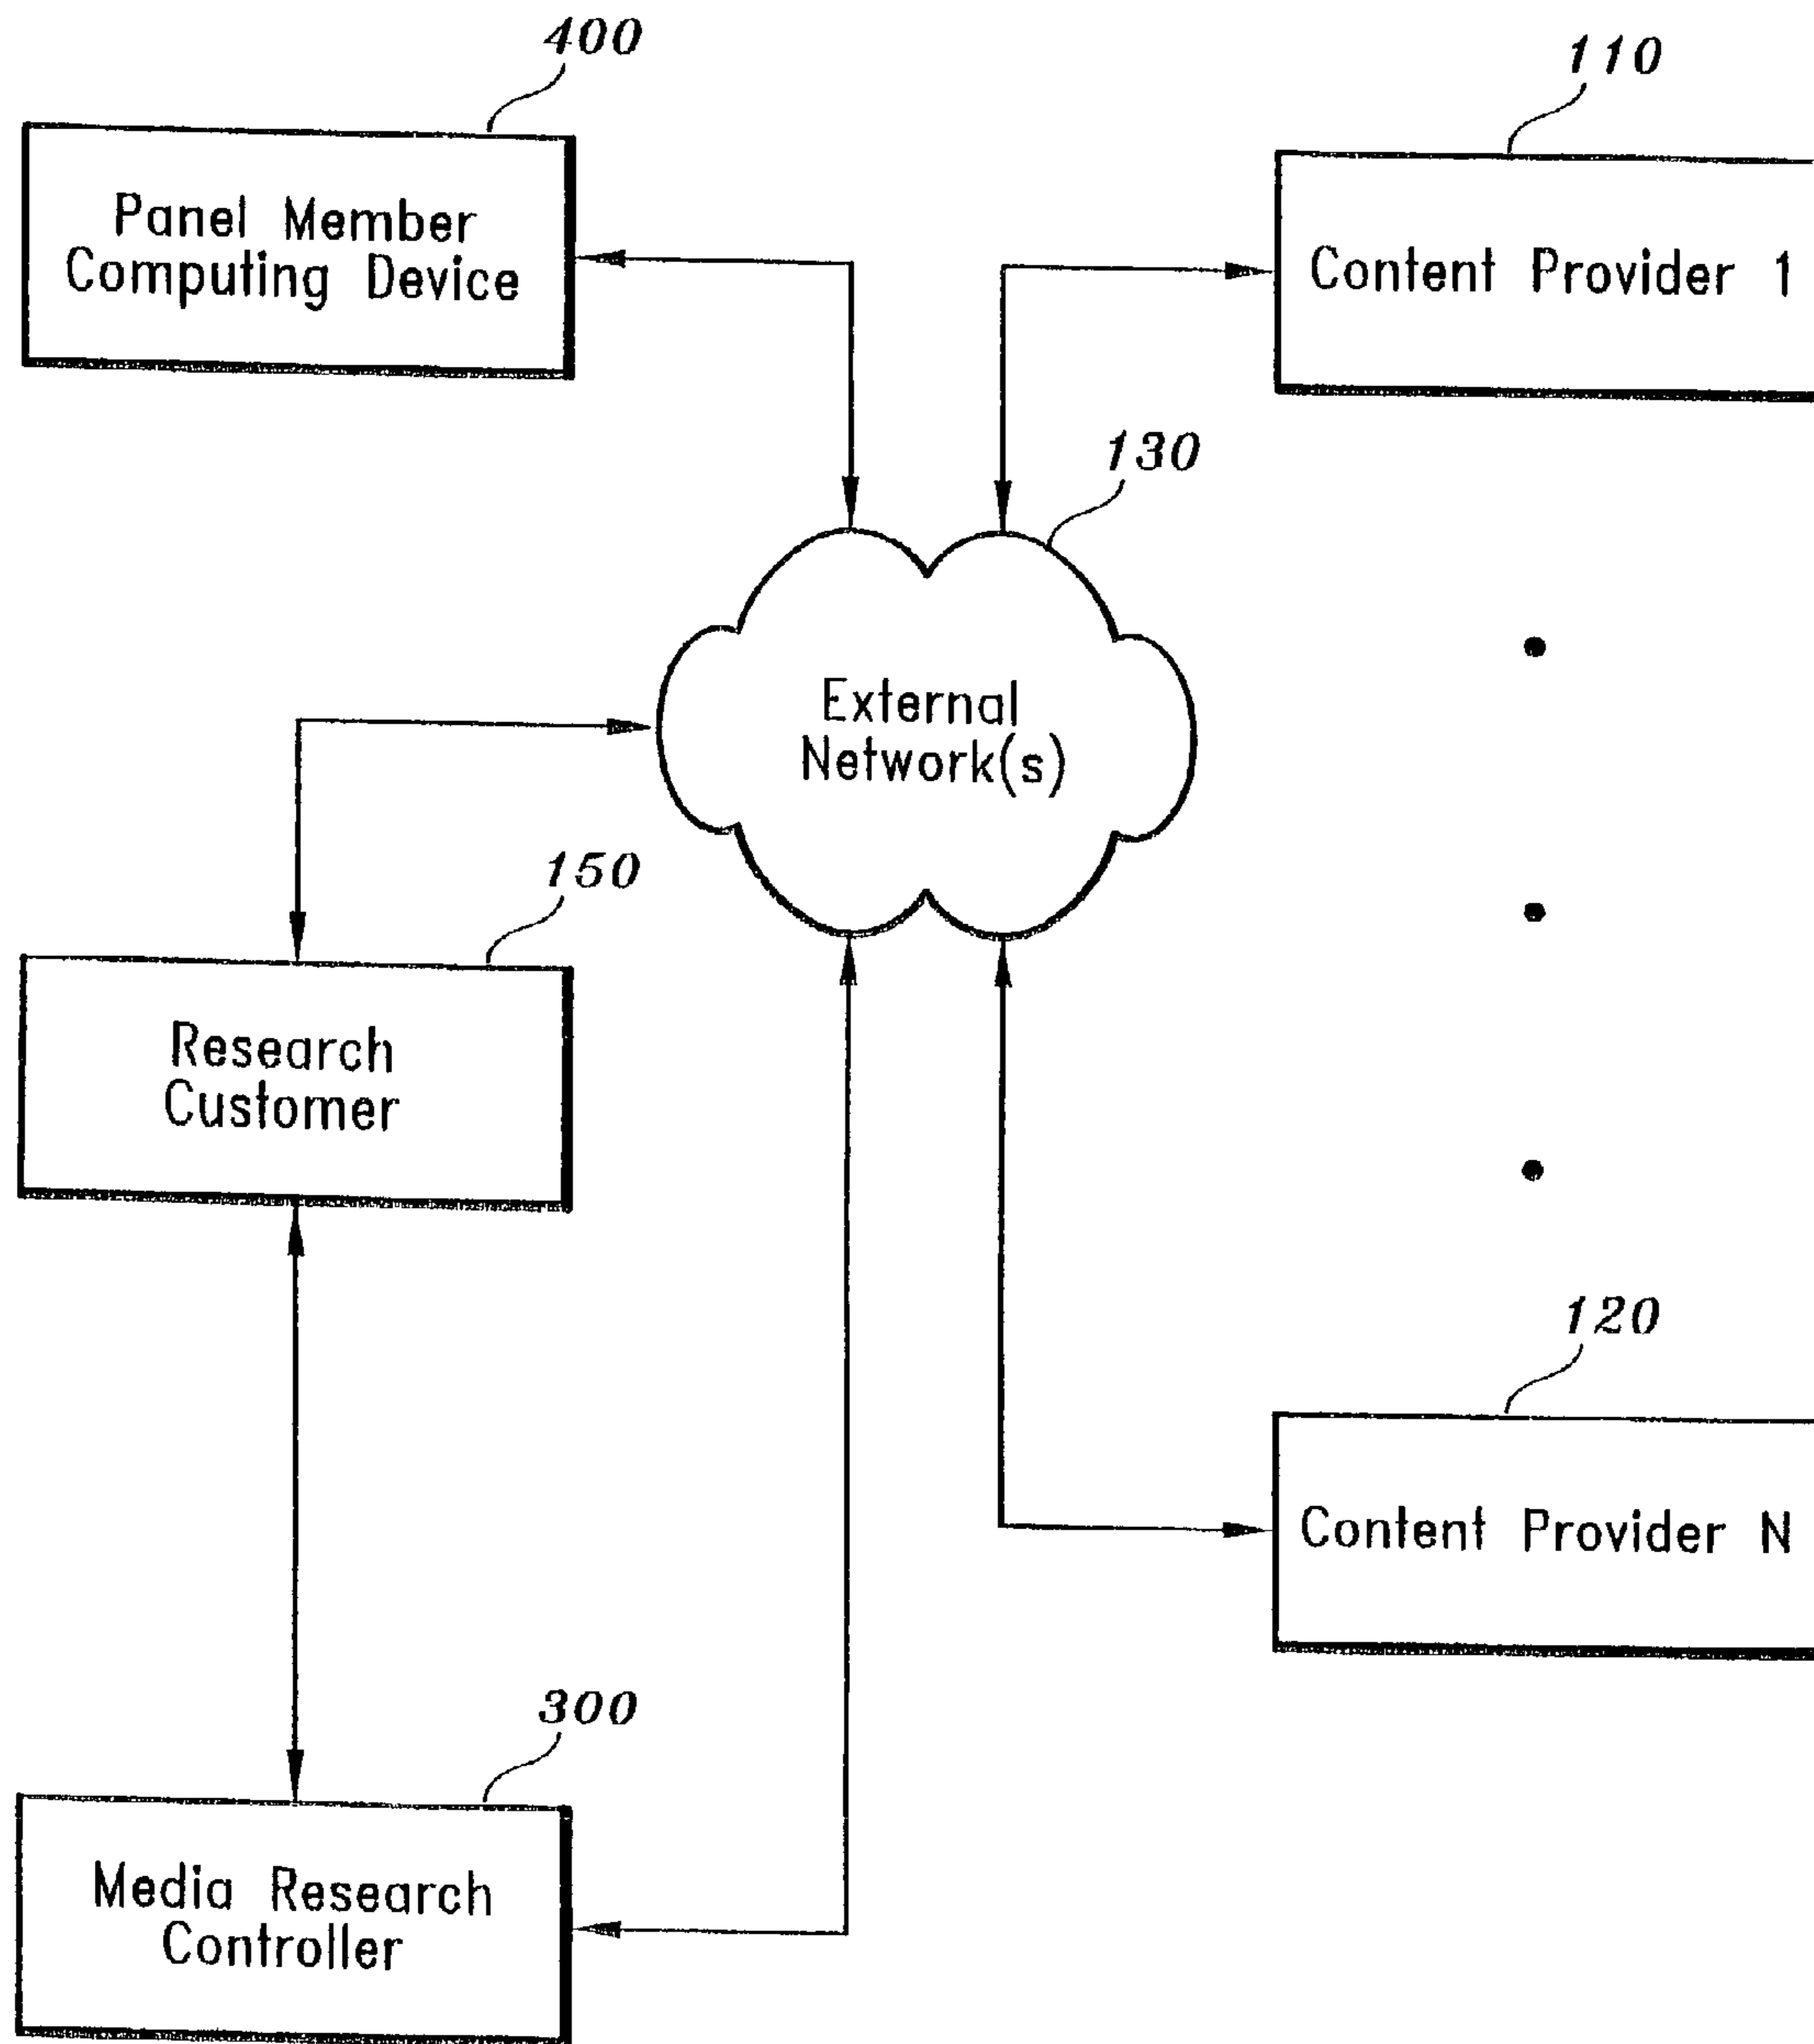 400
110
Panel Member
Computing Device
Content Provider 1
130
External
Network(s)
150
Research
Customer
120
Content Provider N
300
Media Research
Controller